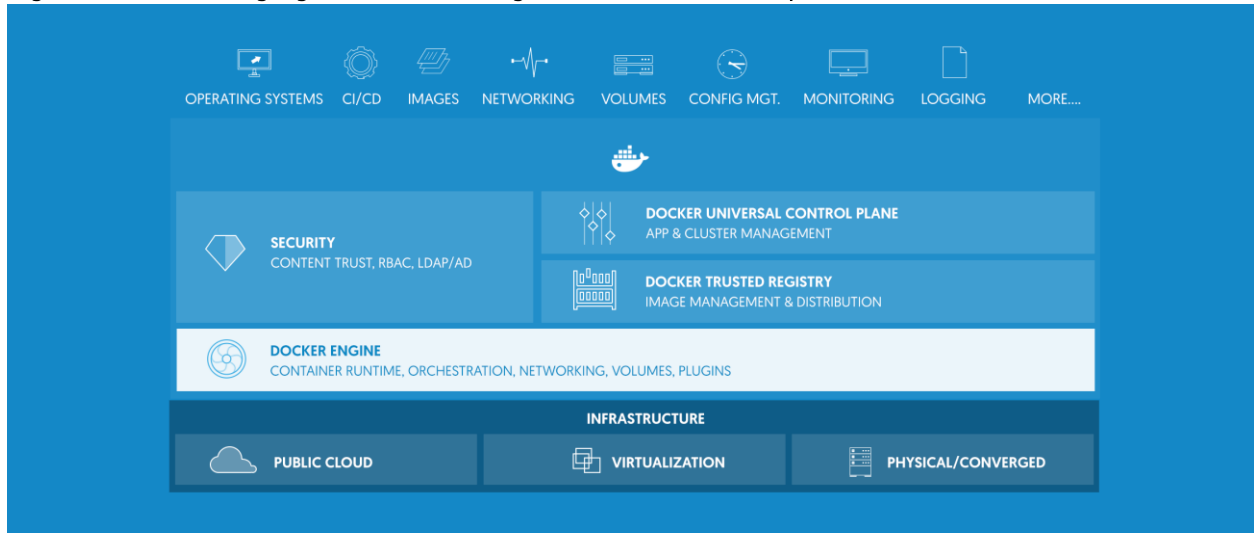 OPERATING SYSTEMS CI/CD IMAGES NETWORKING VOLUMES CONFIG MGT. MONITORING LOGGING MORE....
SECURITY
CONTENT TRUST, RBAC, LDAP/AD
DOCKER UNIVERSAL CONTROL PLANE
APP & CLUSTER MANAGEMENT
DOCKER TRUSTED REGISTRY
IMAGE MANAGEMENT & DISTRIBUTION
DOCKER ENGINE
CONTAINER RUNTIME, ORCHESTRATION, NETWORKING, VOLUMES, PLUGINS
INFRASTRUCTURE
PUBLIC CLOUD VIRTUALIZATION PHYSICAL/CONVERGED